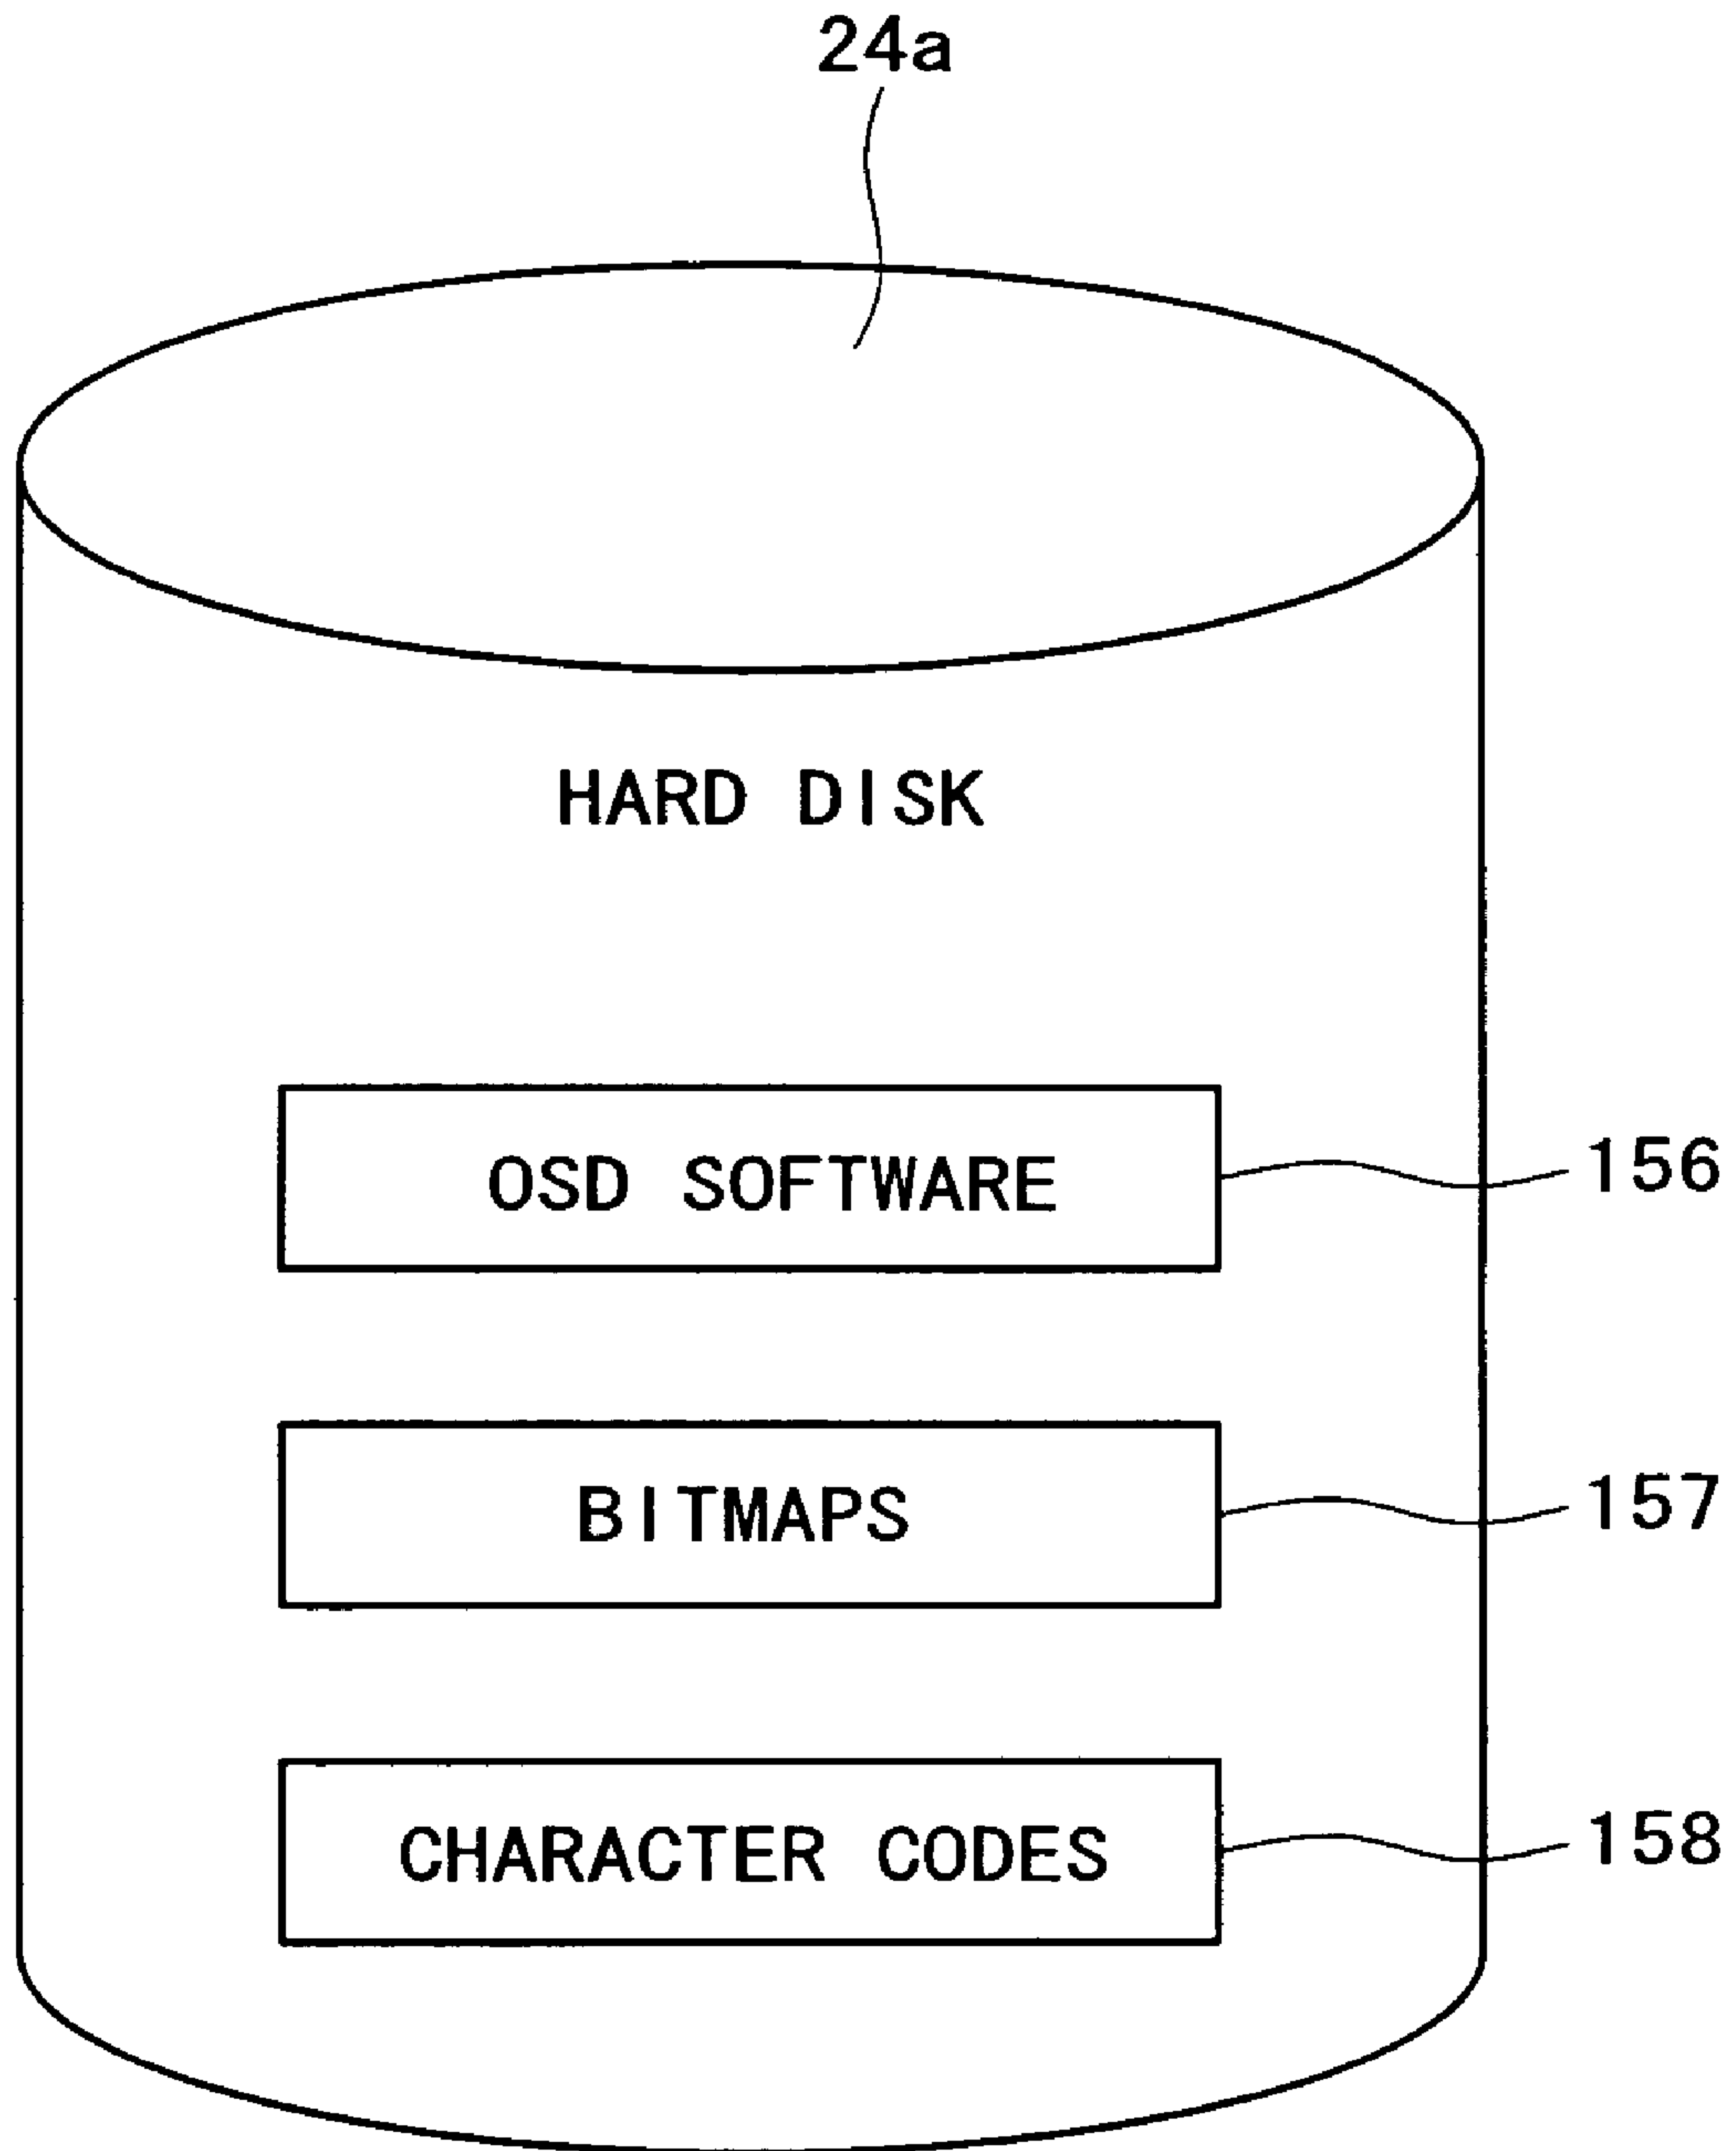 24a
HARD DISK
OSD SOFTWARE
156
BITMAPS
157
CHARACTER CODES
158